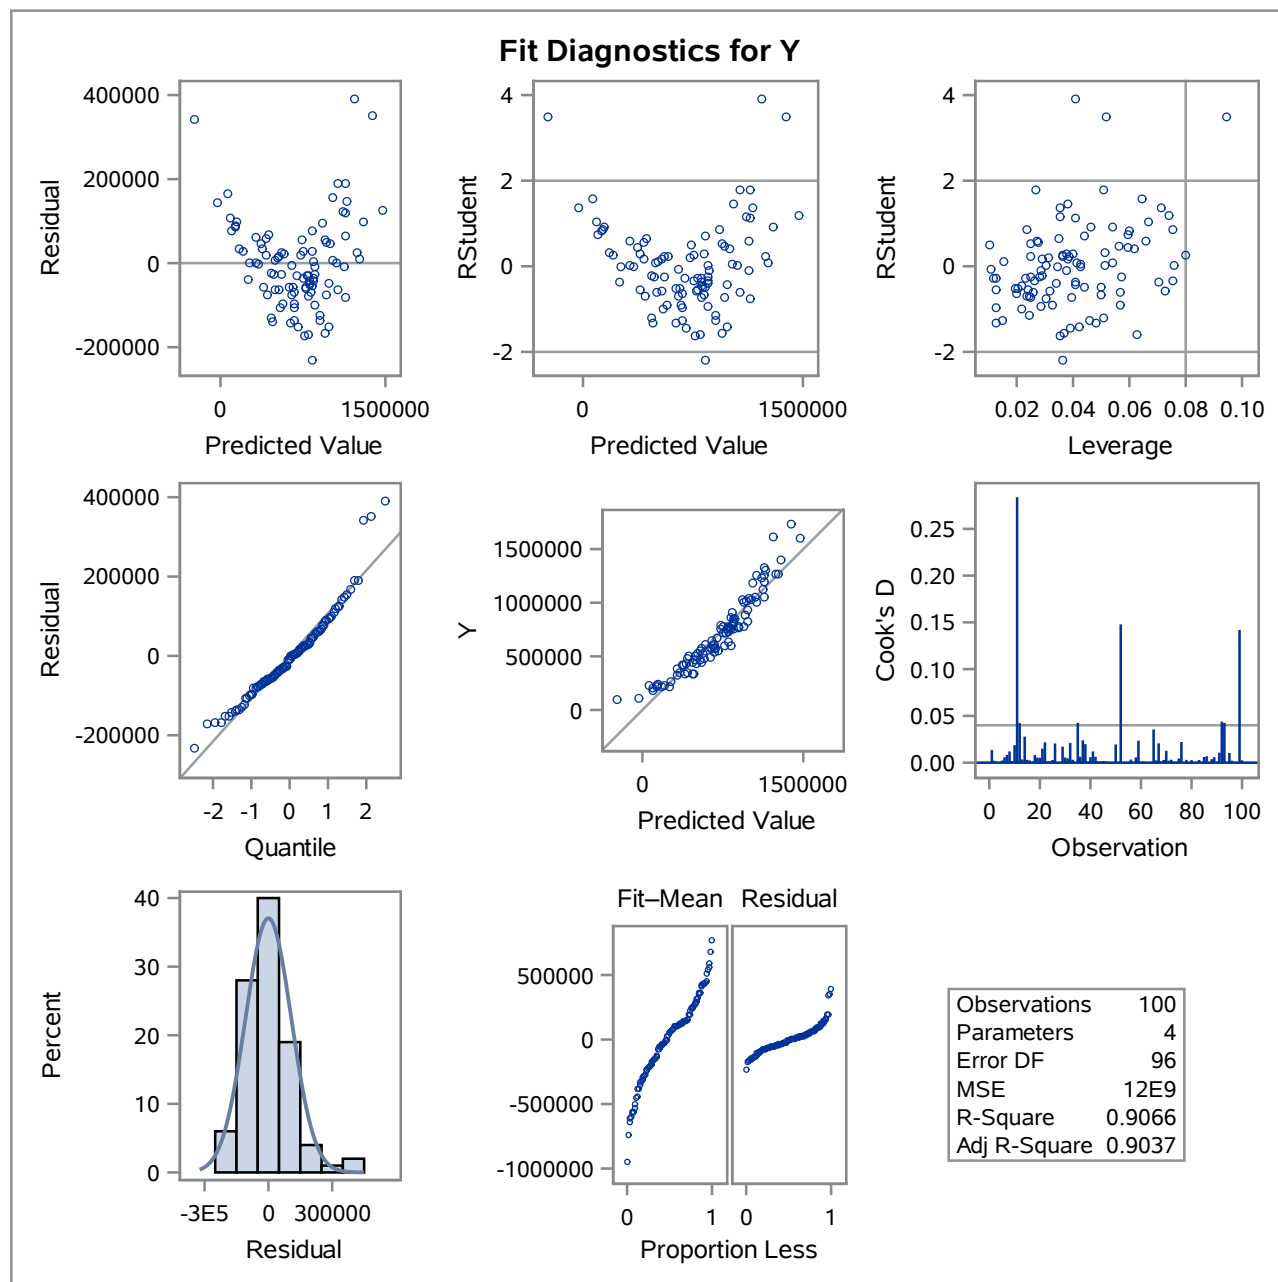 Fit Diagnostics for Y
400000
200000
0
-200000
Residual
0
1500000
Predicted Value
4
2
0
-2
RStudent
0
1500000
Predicted Value
4
2
0
-2
RStudent
0.02 0.04 0.06 0.08 0.10
Leverage
400000
200000
0
-200000
Residual
-2 -1 0 1 2
Quantile
1500000
1000000
500000
0
Y
0
1500000
Predicted Value
0.25
0.20
0.15
0.10
0.05
0.00
Cook's D
0 20 40 60 80 100
Observation
40
30
20
10
0
Percent
-3E5 0 300000
Residual
Fit–Mean Residual
500000
0
-500000
-1000000
0 1 0 1
Proportion Less
Observations 100
Parameters 4
Error DF 96
MSE 12E9
R-Square 0.9066
Adj R-Square 0.9037